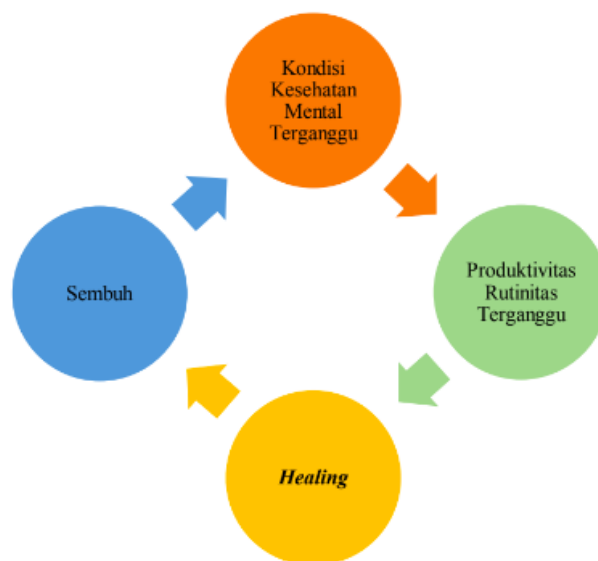 Kondisi
Kesehatan
Mental
Terganggu
Produktivitas
Rutinitas
Terganggu
Healing
Sembuh